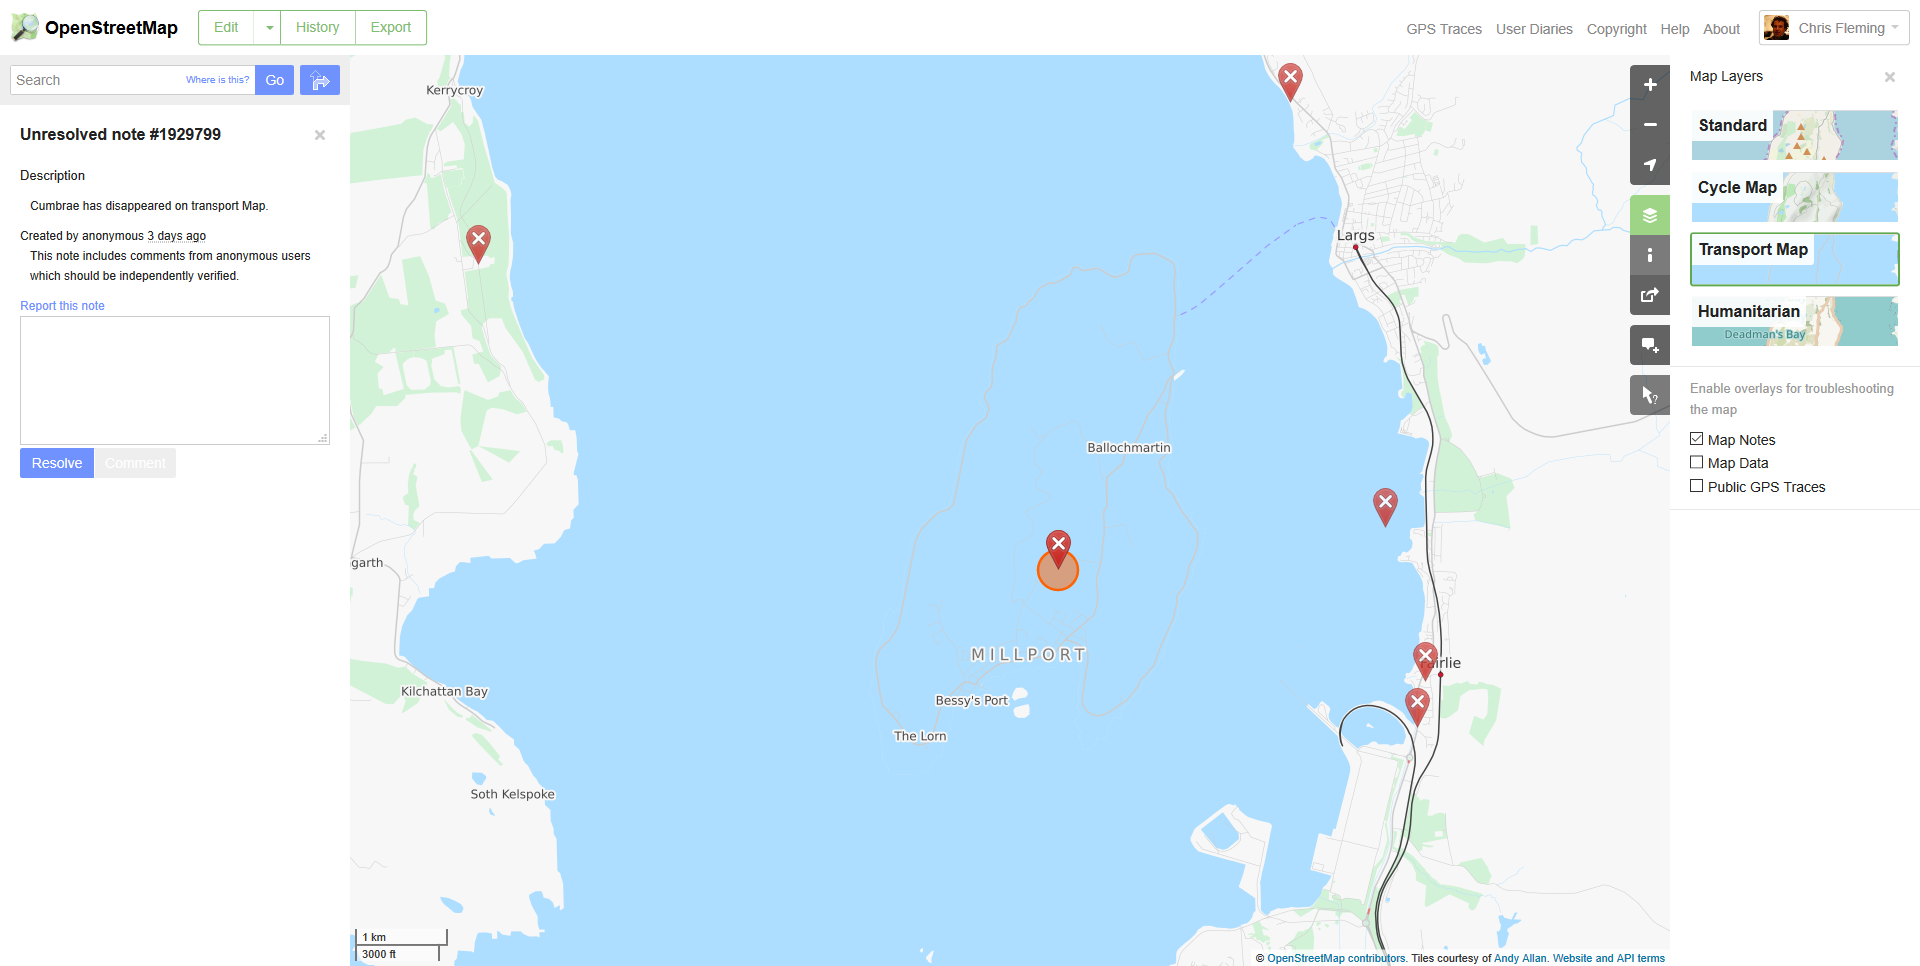 OpenStreetMap
Edit
History
Export
GPS Traces
User Diaries
Copyright
Help
About
Chris Fleming
Search
Where is this?
Go
Unresolved note #1929799
Description
Cumbrae has disappeared on transport Map.
Created by anonymous 3 days ago
This note includes comments from anonymous users
which should be independently verified.
Report this note
Resolve
Comment
Kerrycroy
Largs
Ballochmartin
garth
MILLPORT
Kilchattan Bay
Bessy's Port
The Lorn
airlie
Soth Kelspoke
1 km
3000 ft
© OpenStreetMap contributors. Tiles courtesy of Andy Allan. Website and API terms
Map Layers
Standard
Cycle Map
Transport Map
Humanitarian
Deadman's Bay
Enable overlays for troubleshooting
the map
Map Notes
Map Data
Public GPS Traces